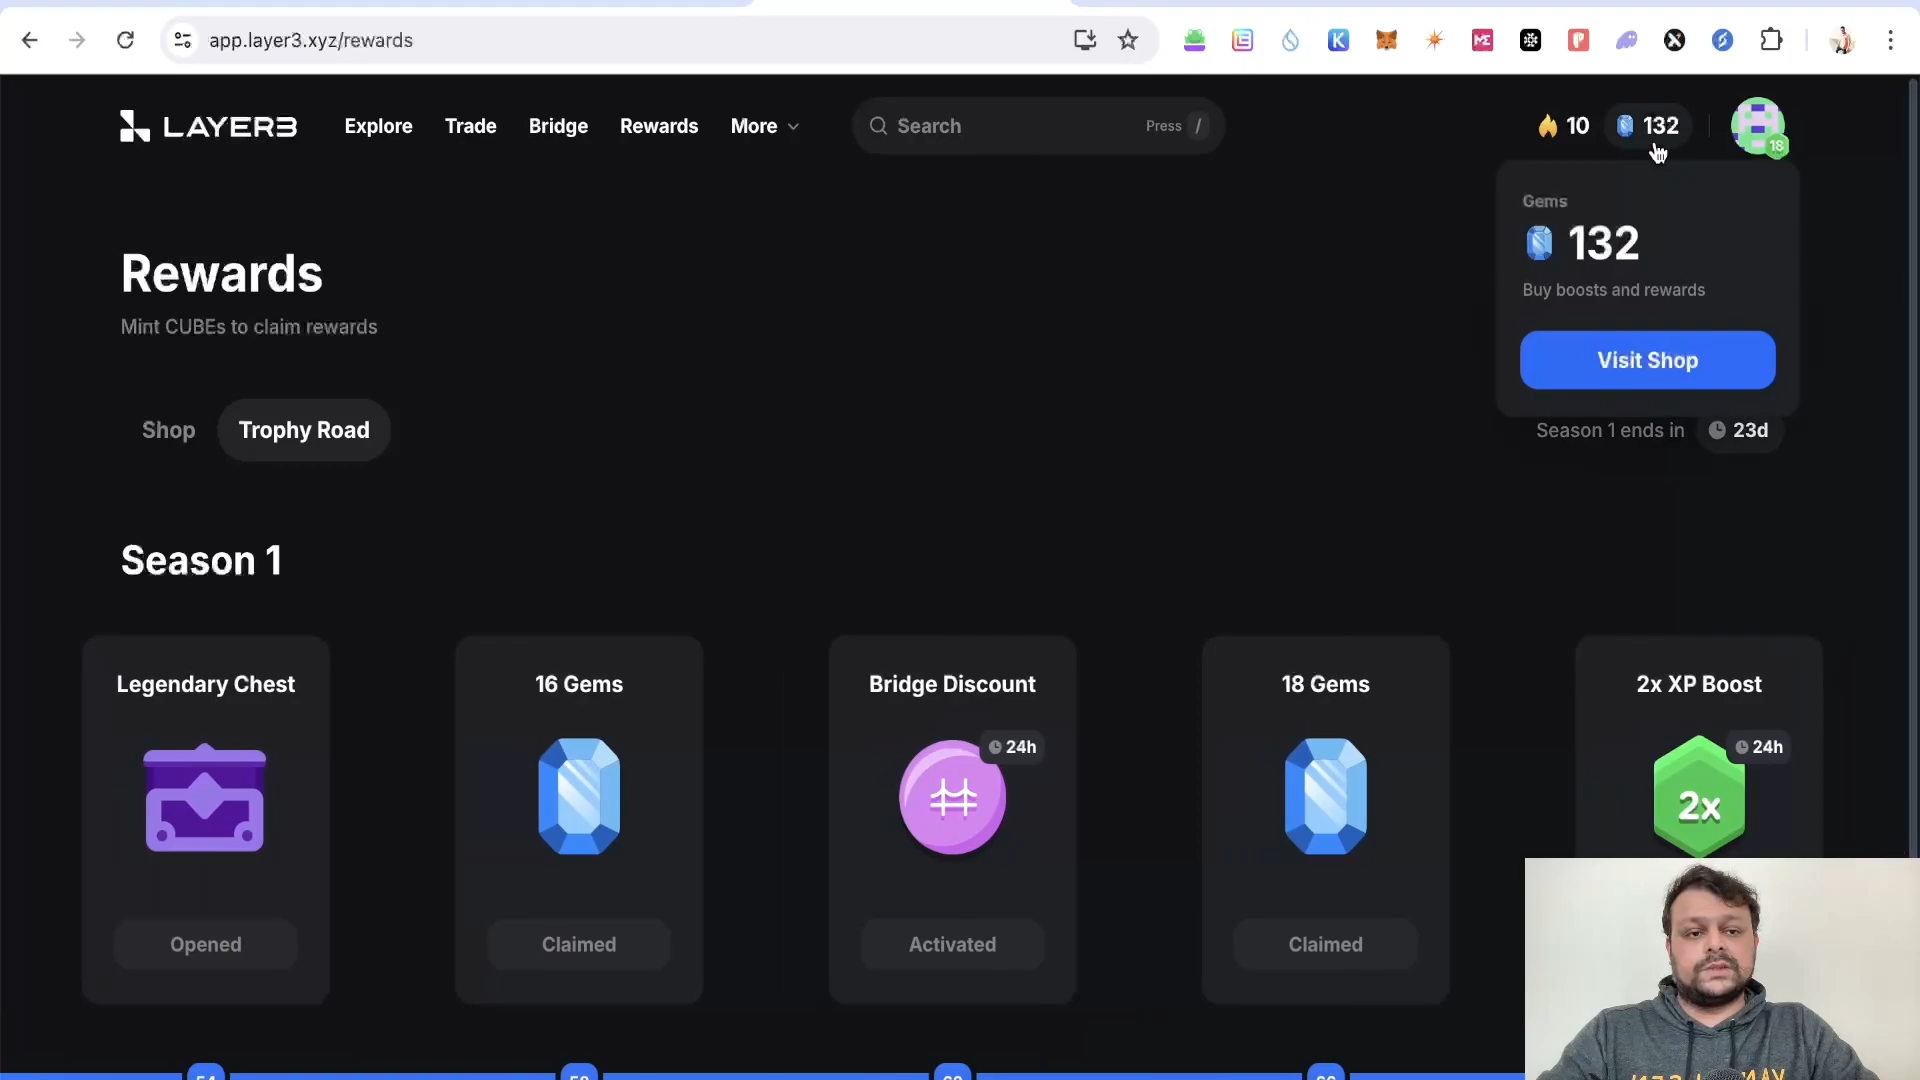 app.layer3.xyz/rewards
LAYER3
Explore
Trade
Bridge
Rewards
More
Search
Press /
10
132
18
Gems
132
Buy boosts and rewards
Visit Shop
Rewards
Mint CUBEs to claim rewards
Shop
Trophy Road
Season 1 ends in
23d
Season 1
Legendary Chest
16 Gems
Bridge Discount
18 Gems
2x XP Boost
24h
24h
2x
Opened
Claimed
Activated
Claimed